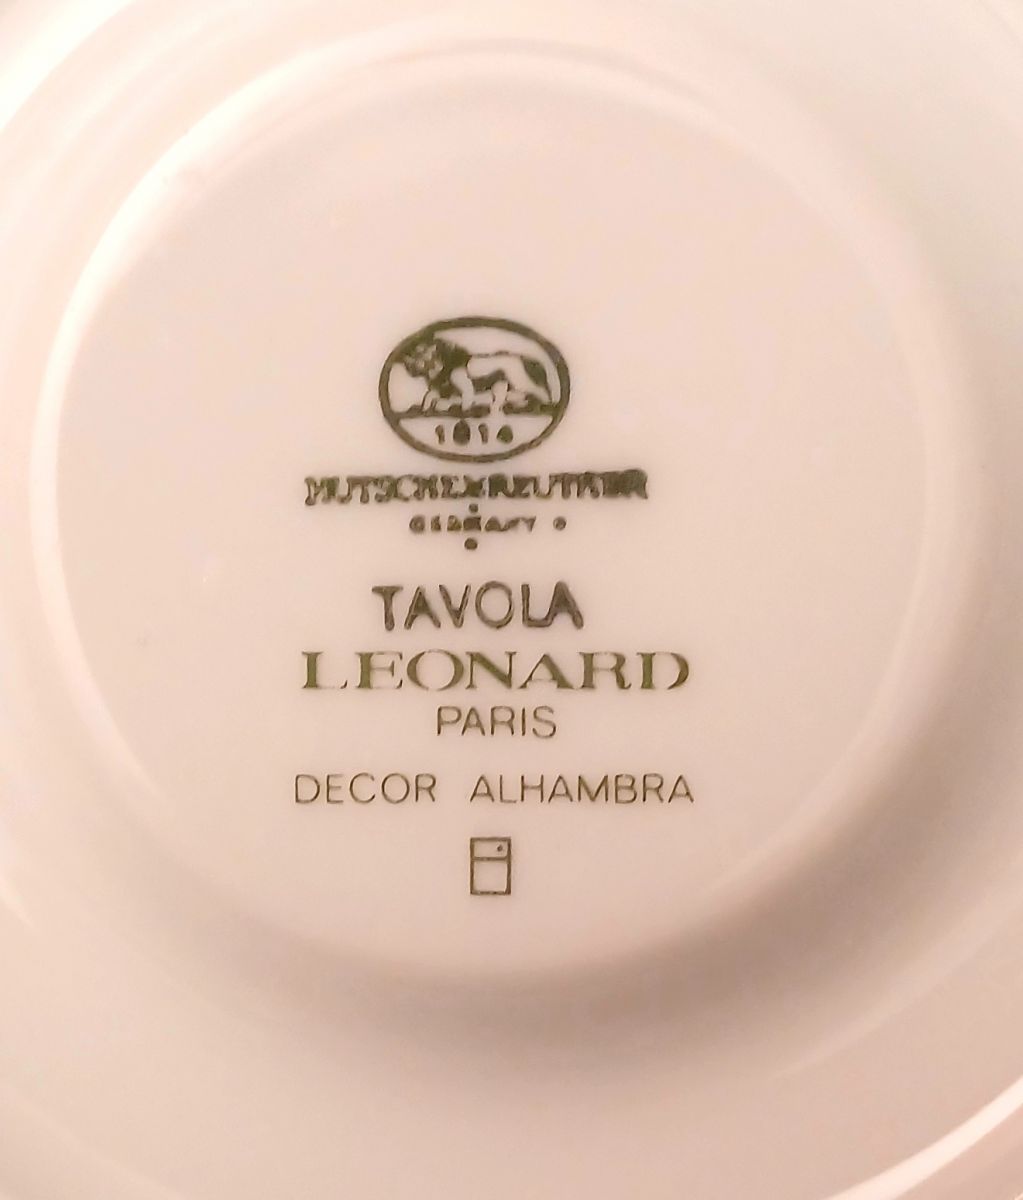 1814
HUTSCHENREUTHER
GERMANY
TAVOLA
LEONARD
PARIS
DECOR ALHAMBRA